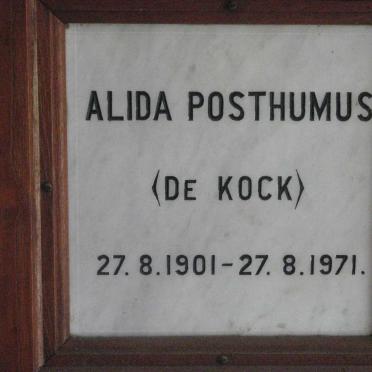 ALIDA POSTHUMUS
⟨DE KOCK⟩
27. 8. 1901 - 27. 8. 1971.